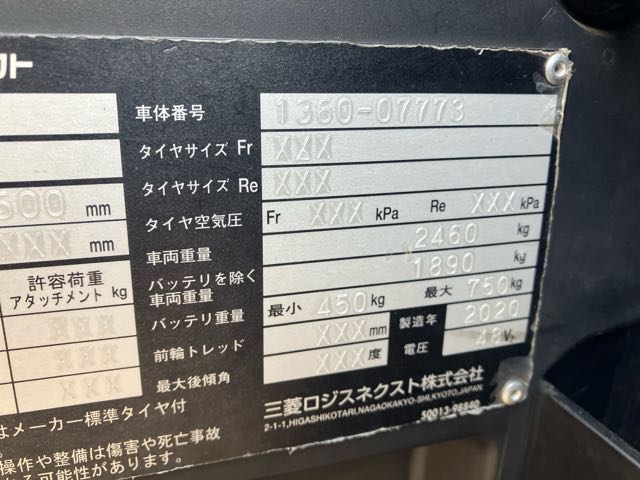 フト
車体番号 1360-07773
タイヤサイズ Fr XXX
タイヤサイズ Re XXX
500 mm タイヤ空気圧 Fr XXX kPa Re XXX kPa
XXX mm 車両重量 2460 kg
許容荷重 アタッチメント kg バッテリを除く車両重量 1890 kg
XXX バッテリ重量 最小 450 kg 最大 750 kg
XXX 前輪トレッド XXX mm 製造年 2020
XXX 最大後傾角 XXX 度 電圧 48 V
はメーカー標準タイヤ付
三菱ロジスネクスト株式会社
2-1-1, HIGASHIKOTARI, NAGAOKAKYO-SHI, KYOTO, JAPAN
操作や整備は傷害や死亡事故
る可能性があります。